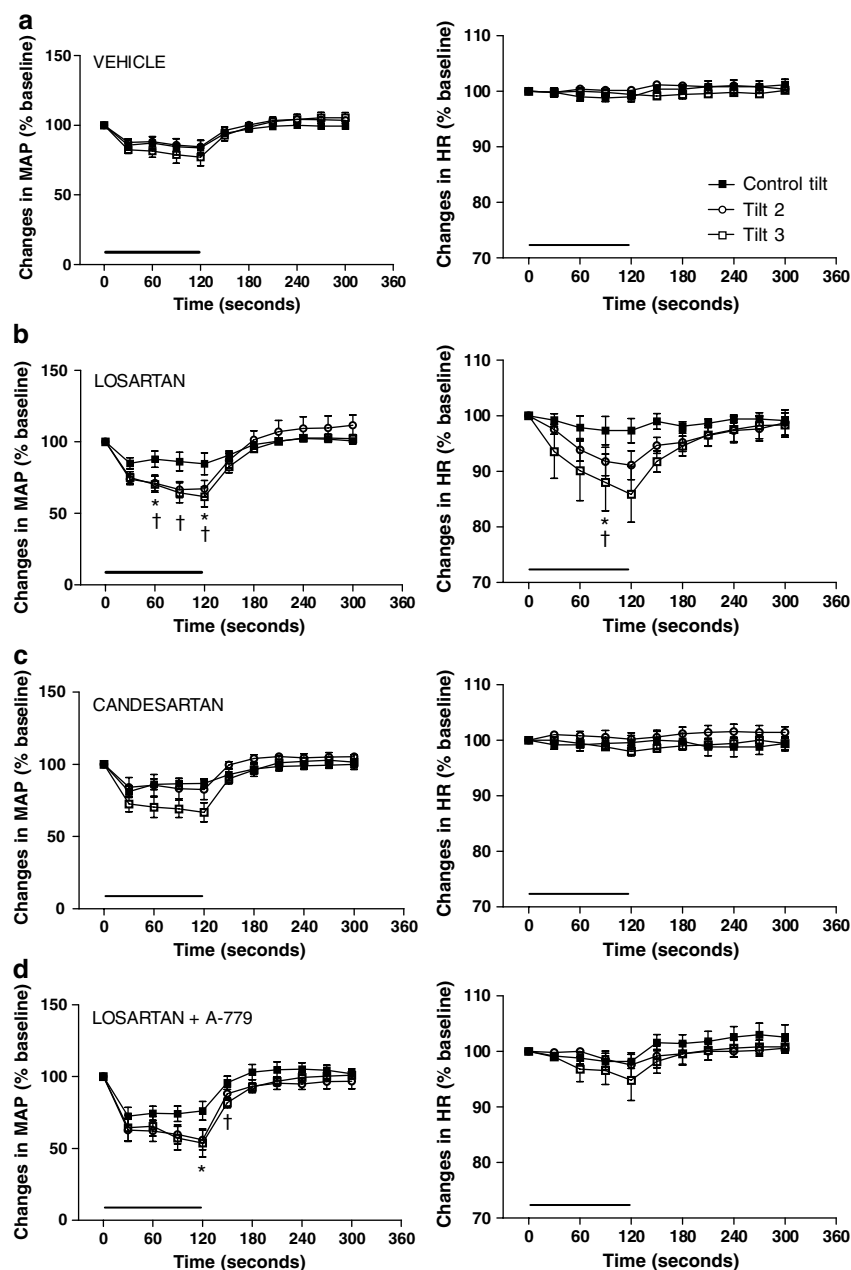 a
150
100
50
0
VEHICLE
Changes in MAP (% baseline)
0 60 120 180 240 300 360
Time (seconds)
110
100
90
80
70
Changes in HR (% baseline)
Control tilt
Tilt 2
Tilt 3
0 60 120 180 240 300 360
Time (seconds)
b
150
100
50
0
LOSARTAN
Changes in MAP (% baseline)
* *
† † †
0 60 120 180 240 300 360
Time (seconds)
110
100
90
80
70
Changes in HR (% baseline)
*
†
0 60 120 180 240 300 360
Time (seconds)
c
150
100
50
0
CANDESARTAN
Changes in MAP (% baseline)
0 60 120 180 240 300 360
Time (seconds)
110
100
90
80
70
Changes in HR (% baseline)
0 60 120 180 240 300 360
Time (seconds)
d
150
100
50
0
LOSARTAN + A-779
Changes in MAP (% baseline)
†
*
0 60 120 180 240 300 360
Time (seconds)
110
100
90
80
70
Changes in HR (% baseline)
0 60 120 180 240 300 360
Time (seconds)